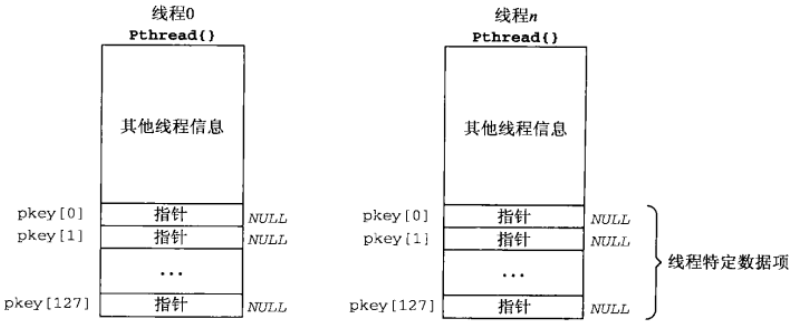 线程0
Pthread{}
其他线程信息
pkey[0] 指针 NULL
pkey[1] 指针 NULL
...
pkey[127] 指针 NULL
线程n
Pthread{}
其他线程信息
pkey[0] 指针 NULL
pkey[1] 指针 NULL
...
pkey[127] 指针 NULL
线程特定数据项